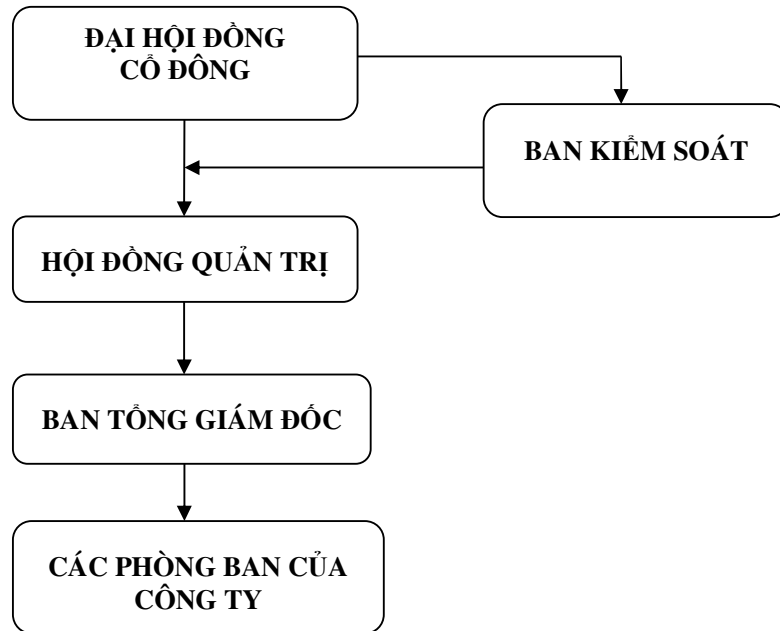 ĐẠI HỘI ĐỒNG
CỔ ĐÔNG
BAN KIỂM SOÁT
HỘI ĐỒNG QUẢN TRỊ
BAN TỔNG GIÁM ĐỐC
CÁC PHÒNG BAN CỦA
CÔNG TY